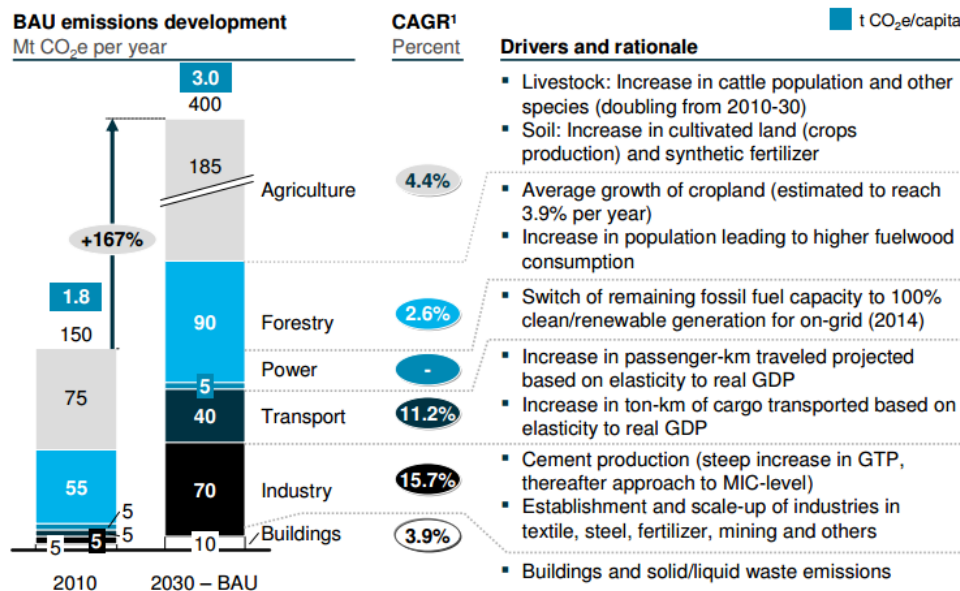 BAU emissions development
Mt CO₂e per year
CAGR¹
Percent
t CO₂e/capita
Drivers and rationale
3.0
400
185
+167%
1.8
150
75
90
55
5
40
5
5
70
5
5
10
2010
2030 – BAU
Agriculture
Forestry
Power
Transport
Industry
Buildings
4.4%
2.6%
-
11.2%
15.7%
3.9%
▪ Livestock: Increase in cattle population and other
species (doubling from 2010-30)
▪ Soil: Increase in cultivated land (crops
production) and synthetic fertilizer
▪ Average growth of cropland (estimated to reach
3.9% per year)
▪ Increase in population leading to higher fuelwood
consumption
▪ Switch of remaining fossil fuel capacity to 100%
clean/renewable generation for on-grid (2014)
▪ Increase in passenger-km traveled projected
based on elasticity to real GDP
▪ Increase in ton-km of cargo transported based on
elasticity to real GDP
▪ Cement production (steep increase in GTP,
thereafter approach to MIC-level)
▪ Establishment and scale-up of industries in
textile, steel, fertilizer, mining and others
▪ Buildings and solid/liquid waste emissions